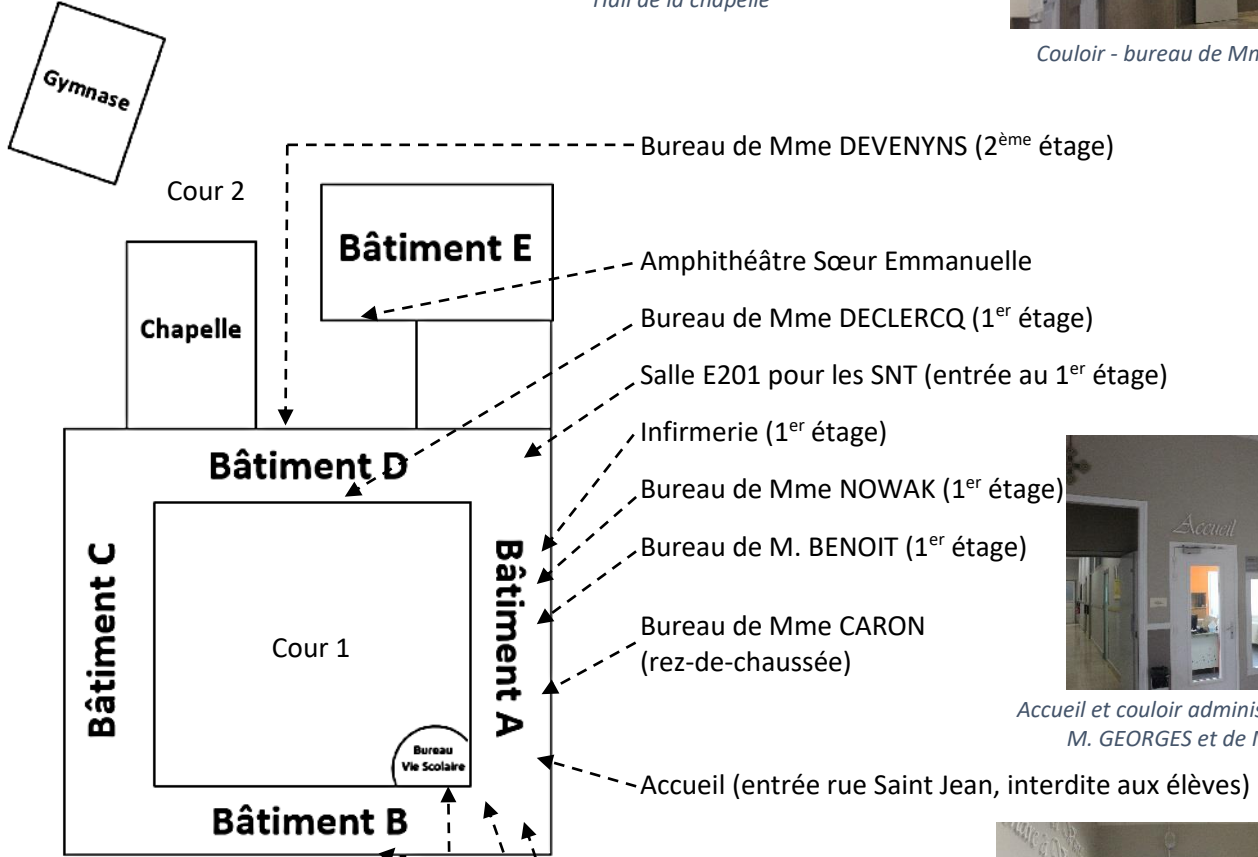 Hall de la chapelle
Couloir - bureau de Mm
Gymnase
Bureau de Mme DEVENYNS (2ème étage)
Cour 2
Bâtiment E
Amphithéâtre Sœur Emmanuelle
Chapelle
Bureau de Mme DECLERCQ (1er étage)
Salle E201 pour les SNT (entrée au 1er étage)
Infirmerie (1er étage)
Bâtiment D
Bureau de Mme NOWAK (1er étage)
Accueil
Bureau de M. BENOIT (1er étage)
Bâtiment C
Cour 1
Bâtiment A
Bureau de Mme CARON
(rez-de-chaussée)
Accueil et couloir adminis
M. GEORGES et de
Bureau
Vie Scolaire
Accueil (entrée rue Saint Jean, interdite aux élèves)
Bâtiment B